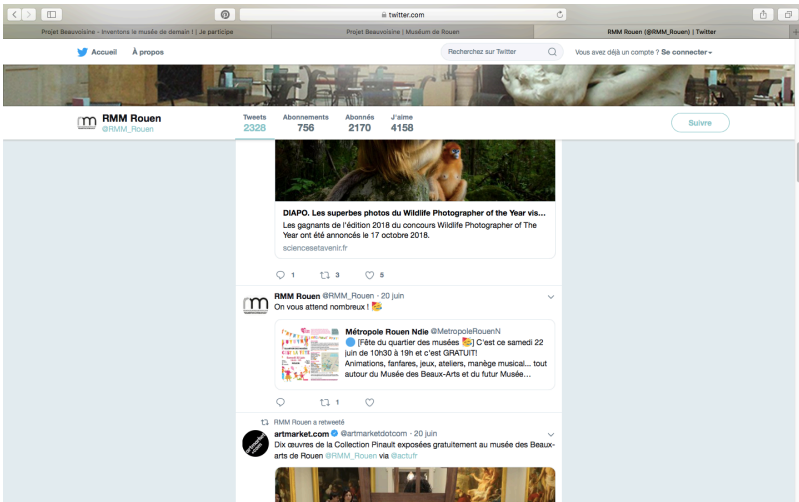 twitter.com
Projet Beauvoisine - Inventons le musée de demain ! | Je participe
Projet Beauvoisine | Muséum de Rouen
RMM Rouen (@RMM_Rouen) | Twitter
Accueil
À propos
Recherchez sur Twitter
Vous avez déjà un compte ? Se connecter
RMM Rouen
@RMM_Rouen
Tweets
2328
Abonnements
756
Abonnés
2170
J'aime
4158
Suivre
DIAPO. Les superbes photos du Wildlife Photographer of the Year vis...
Les gagnants de l'édition 2018 du concours Wildlife Photographer of The
Year ont été annoncés le 17 octobre 2018.
sciencesetavenir.fr
1
3
5
RMM Rouen @RMM_Rouen · 20 juin
On vous attend nombreux !
Métropole Rouen Ndie @MetropoleRouenN
[Fête du quartier des musées ] C'est ce samedi 22
juin de 10h30 à 19h et c'est GRATUIT!
Animations, fanfares, jeux, ateliers, manège musical... tout
autour du Musée des Beaux-Arts et du futur Musée...
1
RMM Rouen a retweeté
artmarket.com
artmarket.com @artmarketdotcom · 20 juin
Dix œuvres de la Collection Pinault exposées gratuitement au musée des Beaux-
arts de Rouen @RMM_Rouen via @actufr